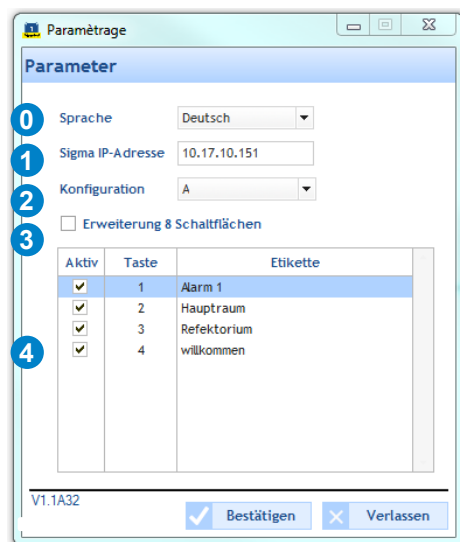 Paramètrage
Parameter
0 Sprache Deutsch
1 Sigma IP-Adresse 10.17.10.151
2 Konfiguration A
3 Erweiterung 8 Schaltflächen
Aktiv Taste Etikette
1 Alarm 1
2 Hauptraum
3 Refektorium
4 4 willkommen
V1.1A32
Bestätigen Verlassen